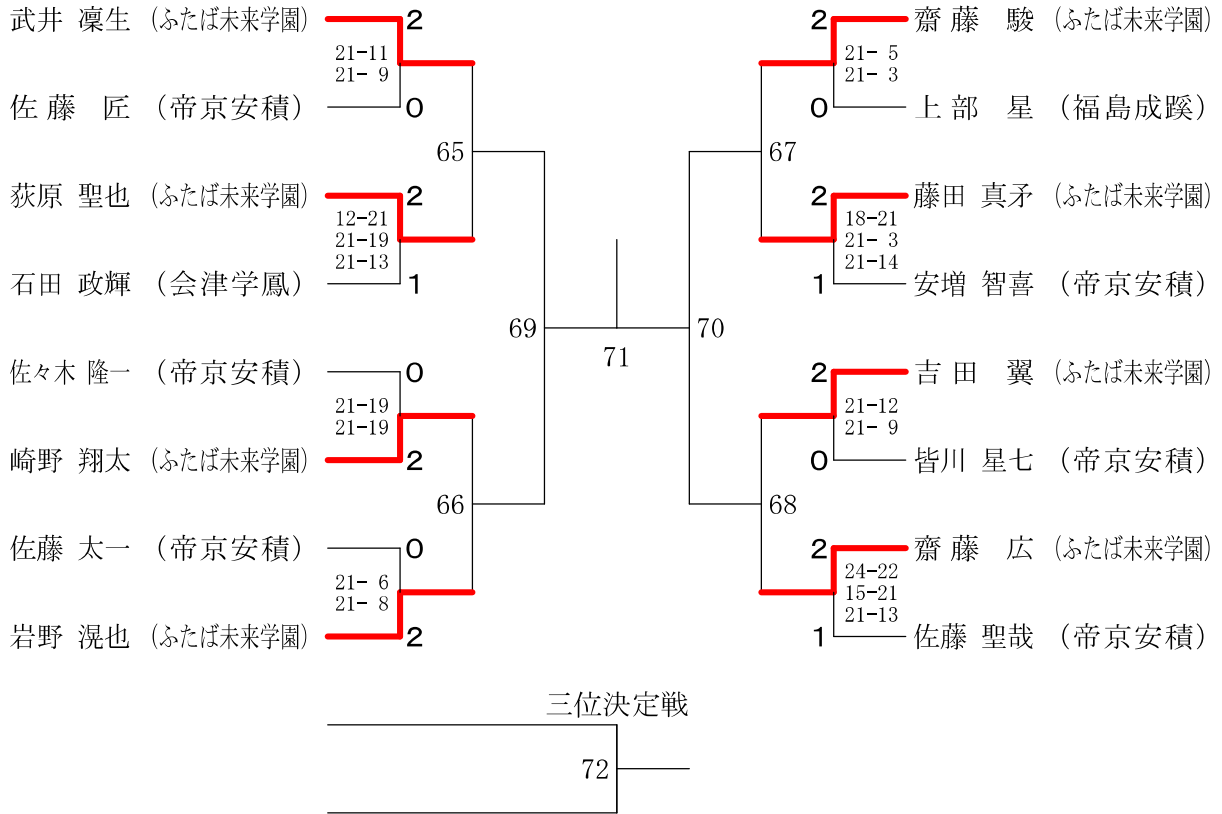 武井 凜生 (ふたば未来学園) 2
21-11
21- 9
佐藤 匠 (帝京安積) 0
65
荻原 聖也 (ふたば未来学園) 2
12-21
21-19
21-13
石田 政輝 (会津学鳳) 1
69
佐々木 隆一 (帝京安積) 0
21-19
21-19
崎野 翔太 (ふたば未来学園) 2
66
佐藤 太一 (帝京安積) 0
21- 6
21- 8
岩野 滉也 (ふたば未来学園) 2
71
2 齋藤 駿 (ふたば未来学園)
21- 5
21- 3
0 上部 星 (福島成蹊)
67
2 藤田 真矛 (ふたば未来学園)
18-21
21- 3
21-14
1 安増 智喜 (帝京安積)
70
2 吉田 翼 (ふたば未来学園)
21-12
21- 9
0 皆川 星七 (帝京安積)
68
2 齋藤 広 (ふたば未来学園)
24-22
15-21
21-13
1 佐藤 聖哉 (帝京安積)
三位決定戦
72